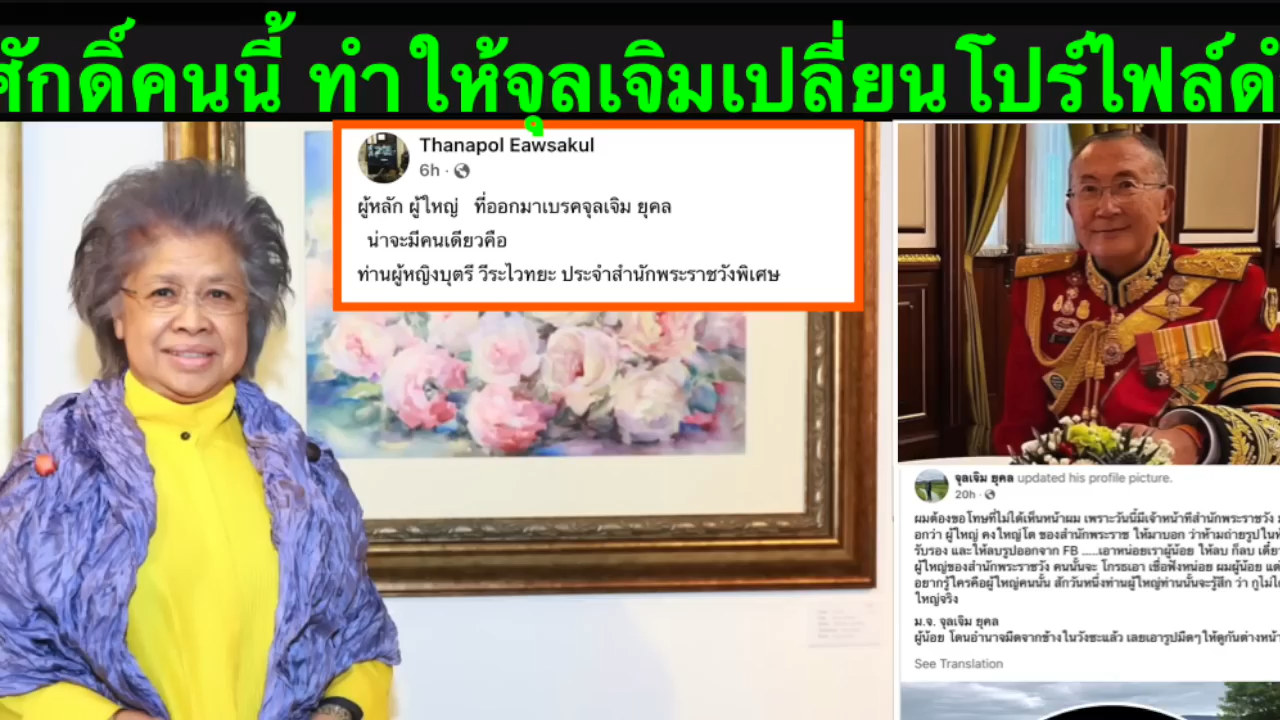 ศักดิ์คนนี้ ทำให้จุลเจิมเปลี่ยนโปร์ไฟล์ดำ
Thanapol Eawsakul
6h ·
ผู้หลัก ผู้ใหญ่ ที่ออกมาเบรคจุลเจิม ยุคล
น่าจะมีคนเดียวคือ
ท่านผู้หญิงบุตรี วีระไวทยะ ประจำสำนักพระราชวังพิเศษ
จุลเจิม ยุคล updated his profile picture.
20h ·
ผมต้องขอโทษที่ไม่ได้เห็นหน้าผม เพราะวันนี้มีเจ้าหน้าทีสำนักพระราชวัง
อกว่า ผู้ใหญ่ คงใหญ่โต ของสำนักพระราช ให้มาบอก ว่าห้ามถ่ายรูปในห้
รับรอง และให้ลบรูปออกจาก FB ......เอาหน่อยเราผู้น้อย ให้ลบ ก็ลบ เดี๋ย
ผู้ใหญ่ของสำนักพระราชวัง คนนั้นจะ โกรธเอา เชื่อฟังหน่อย ผมผู้น้อย แต่
อยากรู้ใครคือผู้ใหญ่คนนั้น สักวันหนึ่งท่านผู้ใหญ่ท่านนั้นจะรู้สึก ว่า กูไม่ได้
ใหญ่จริง
ม.จ. จุลเจิม ยุคล
ผู้น้อย โดนอำนาจมืดจากข้างในวังซะแล้ว เลยเอารูปมืดๆ ให้ดูกันต่างหน้า
See Translation